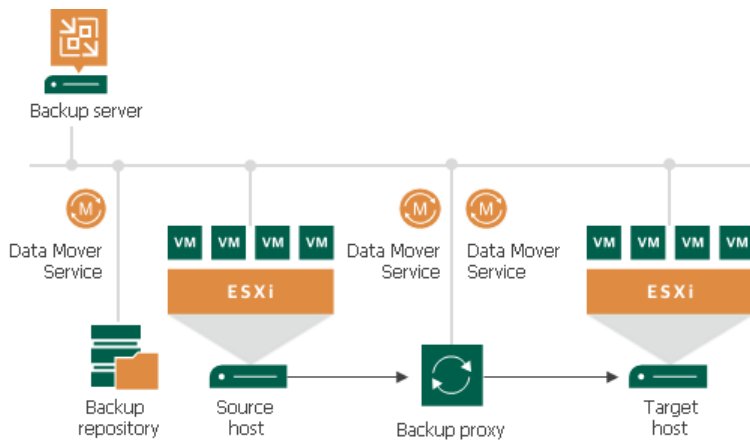 Backup server
M
Data Mover
Service
VM VM VM VM
ESXi
M
Data Mover
Service
M
Data Mover
Service
VM VM VM VM
ESXi
Backup
repository
Source
host
Backup proxy
Target
host